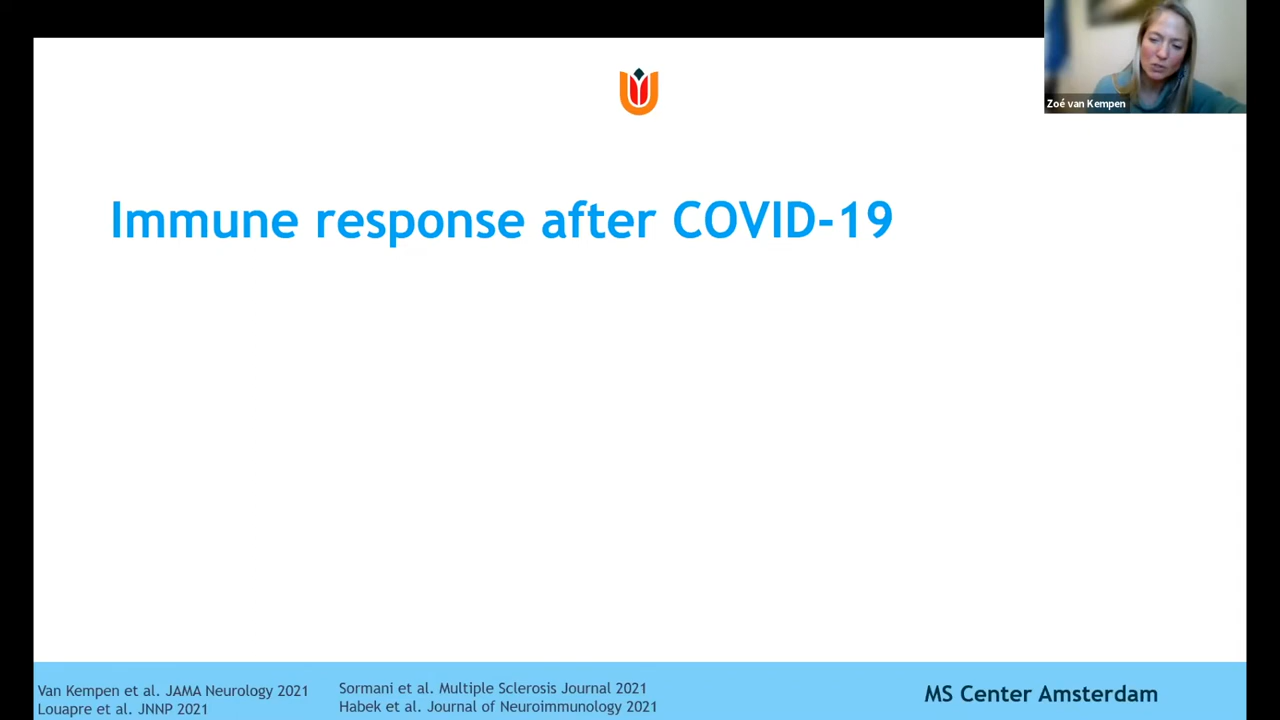 Zoé van Kempen
Immune response after COVID-19
Van Kempen et al. JAMA Neurology 2021
Louapre et al. JNNP 2021
Sormani et al. Multiple Sclerosis Journal 2021
Habek et al. Journal of Neuroimmunology 2021
MS Center Amsterdam